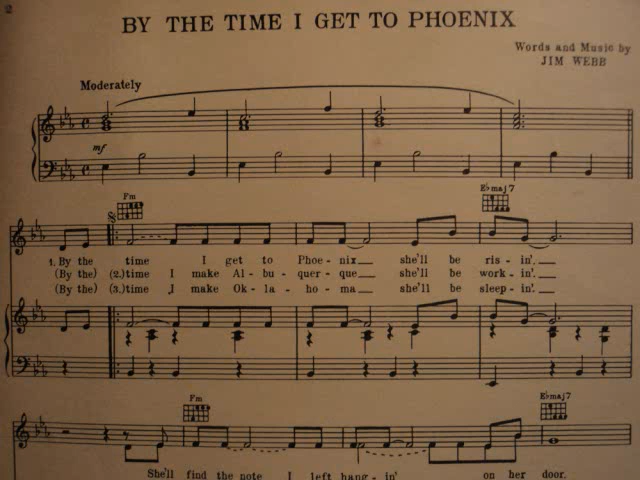 2
BY THE TIME I GET TO PHOENIX
Words and Music by
JIM WEBB
Moderately
mf
Fm
E♭maj7
1. By the time I get to Phoe - nix she'll be ris - in'.
(By the) (2.)time I make Al - bu - quer - que she'll be work - in'.
(By the) (3.)time I make Ok - la - ho - ma she'll be sleep - in'.
Fm
E♭maj7
She'll find the note I left hang - in' on her door.